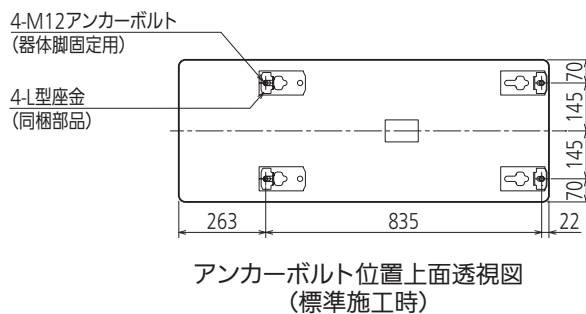 4-M12アンカーボルト
(器体脚固定用)
4-L型座金
(同梱部品)
70
145
145
70
263
835
22
アンカーボルト位置上面透視図
(標準施工時)